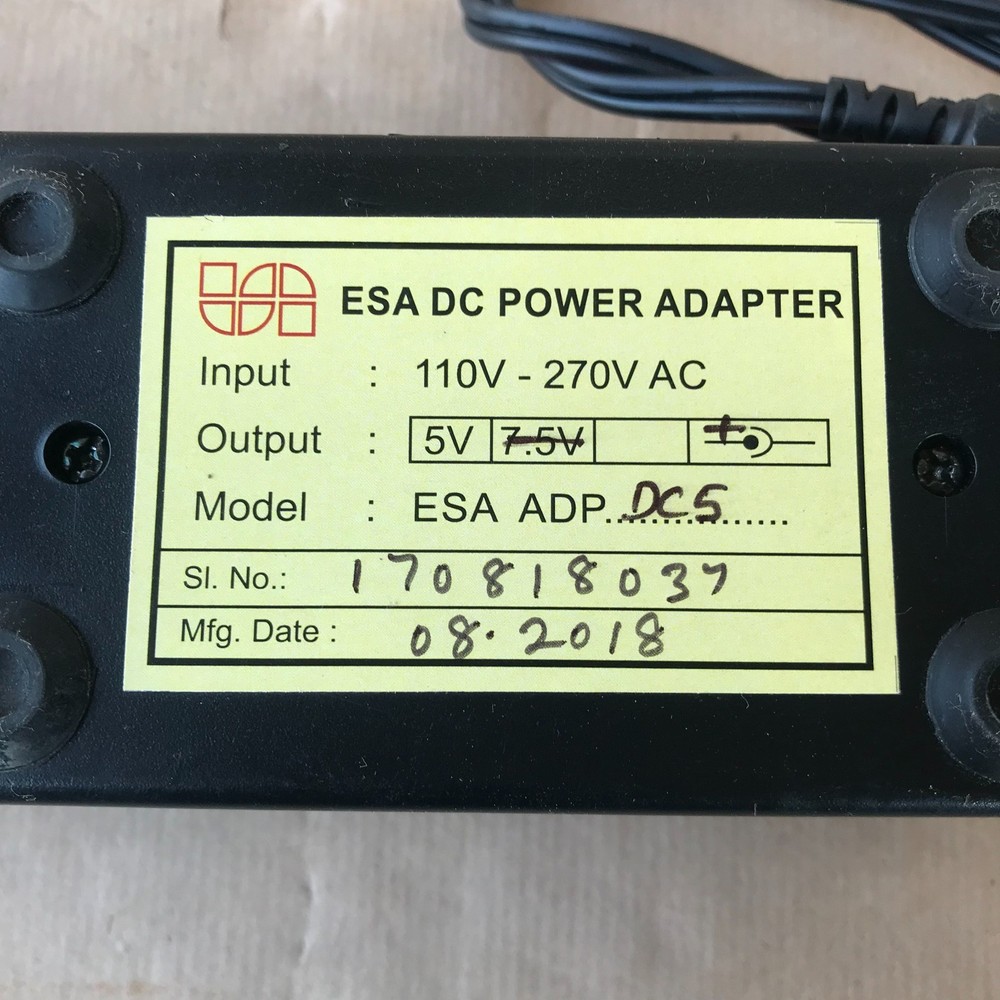 ESA DC POWER ADAPTER
Input : 110V - 270V AC
Output : 5V 7.5V +
Model : ESA ADP...DC5......
Sl. No.: 170818037
Mfg. Date : 08.2018